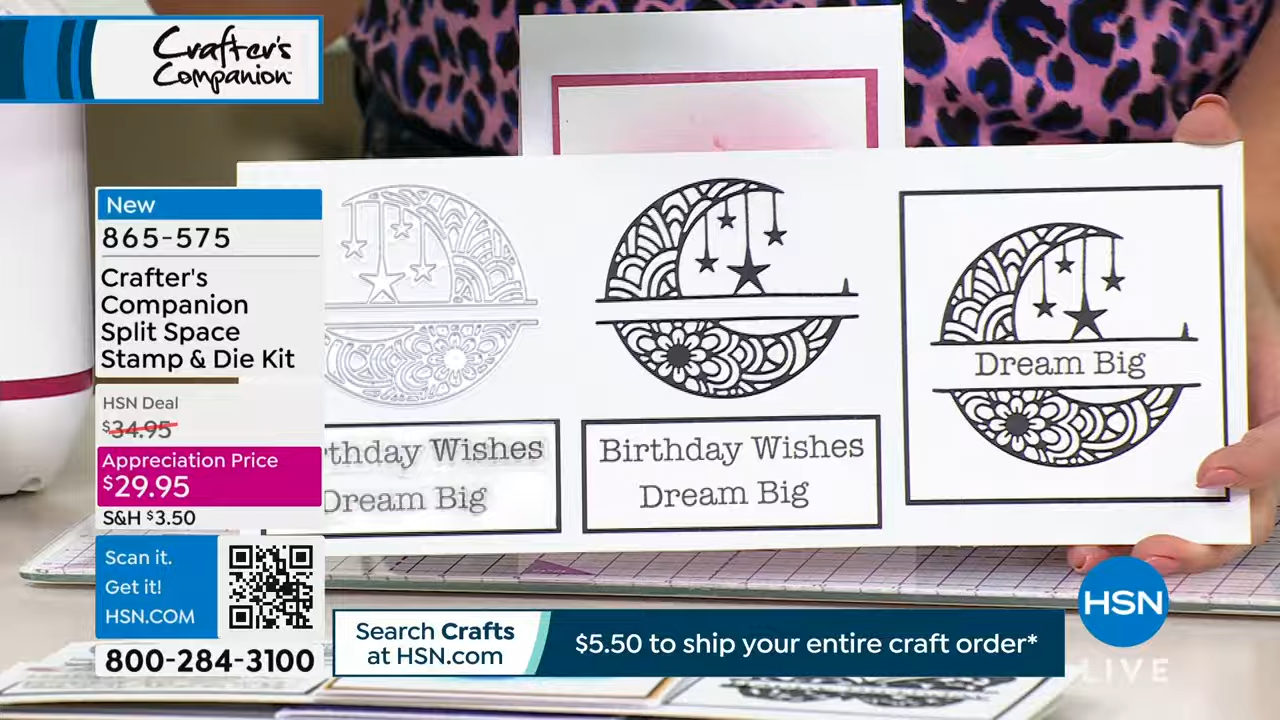 Crafter's
Companion
New
865-575
Crafter's
Companion
Split Space
Stamp & Die Kit
HSN Deal
$34.95
Appreciation Price
$29.95
S&H $3.50
Scan it.
Get it!
HSN.COM
800-284-3100
rthday Wishes
Dream Big
Birthday Wishes
Dream Big
Dream Big
Search Crafts
at HSN.com
$5.50 to ship your entire craft order*
HSN
LIVE